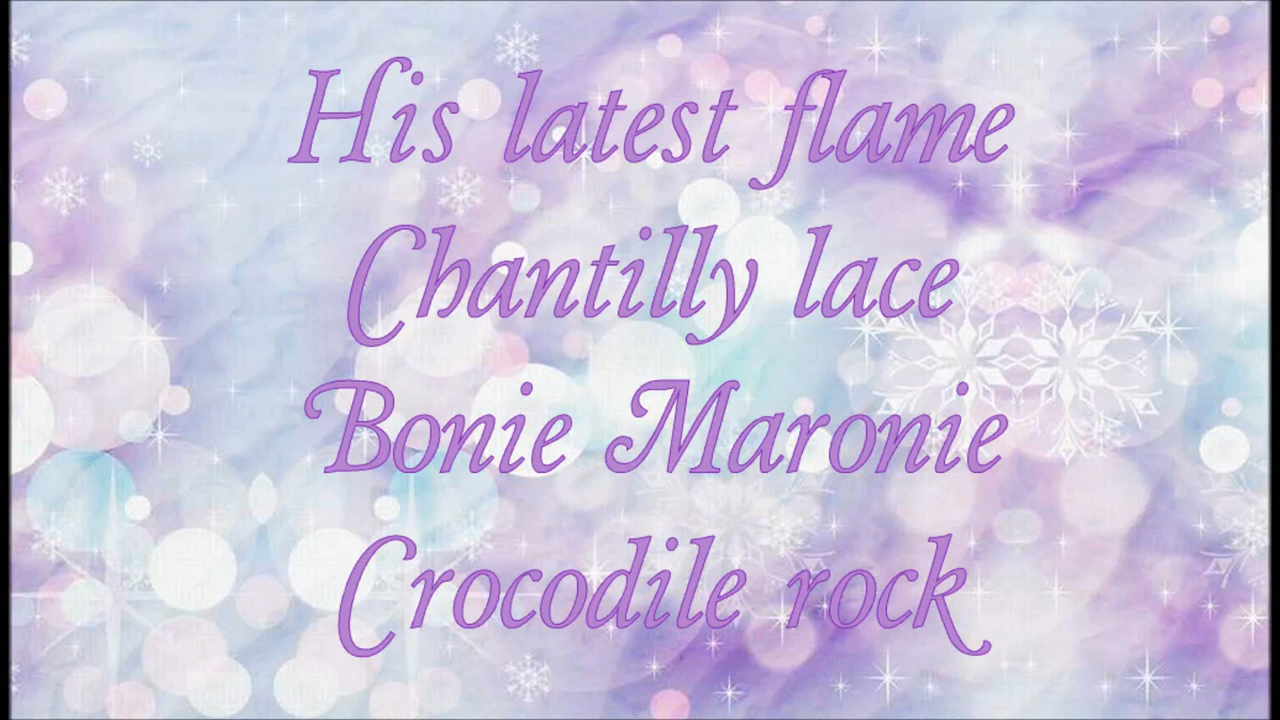 His latest flame
Chantilly lace
Bonie Maronie
Crocodile rock